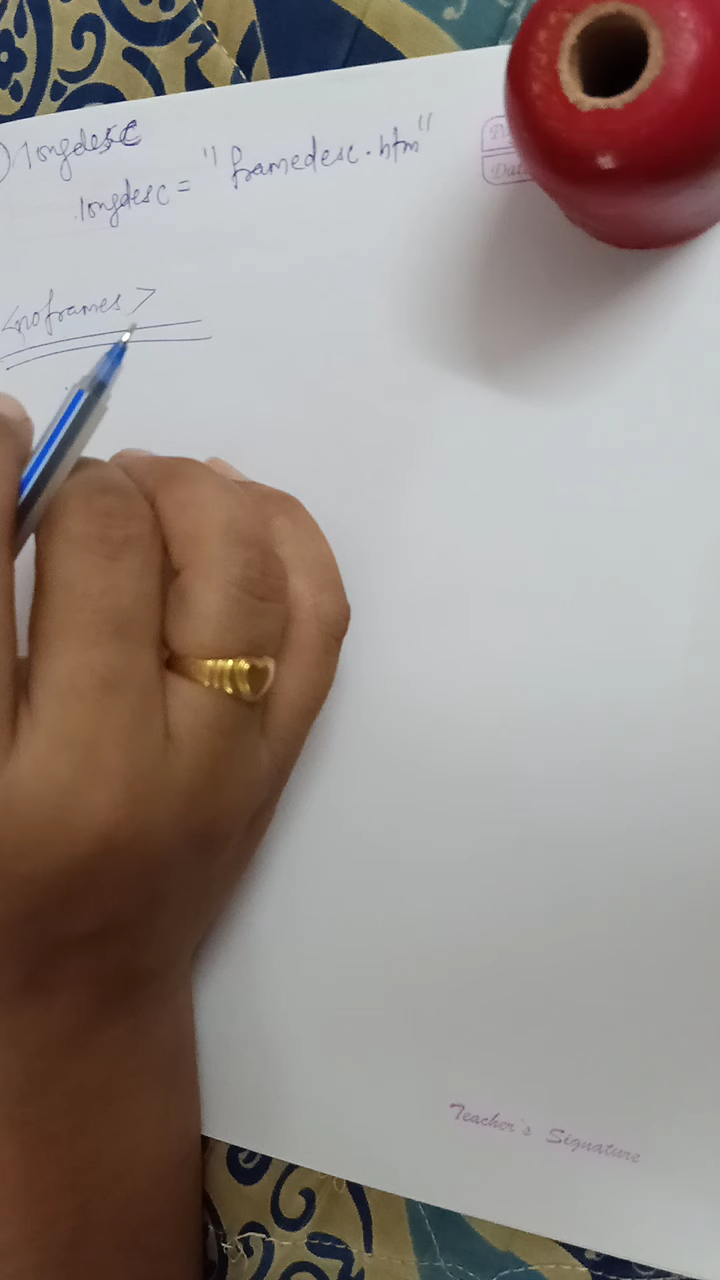 ) longdesc
longdesc = "framedesc.htm"
<noframes>
Teacher's Signature